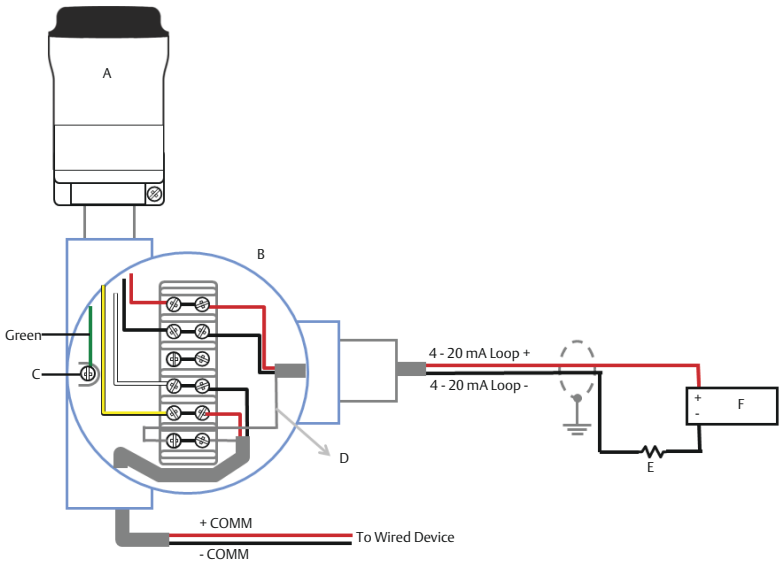 A
B
Green
C
4 - 20 mA Loop +
4 - 20 mA Loop -
+
-
F
D
E
+ COMM
To Wired Device
- COMM